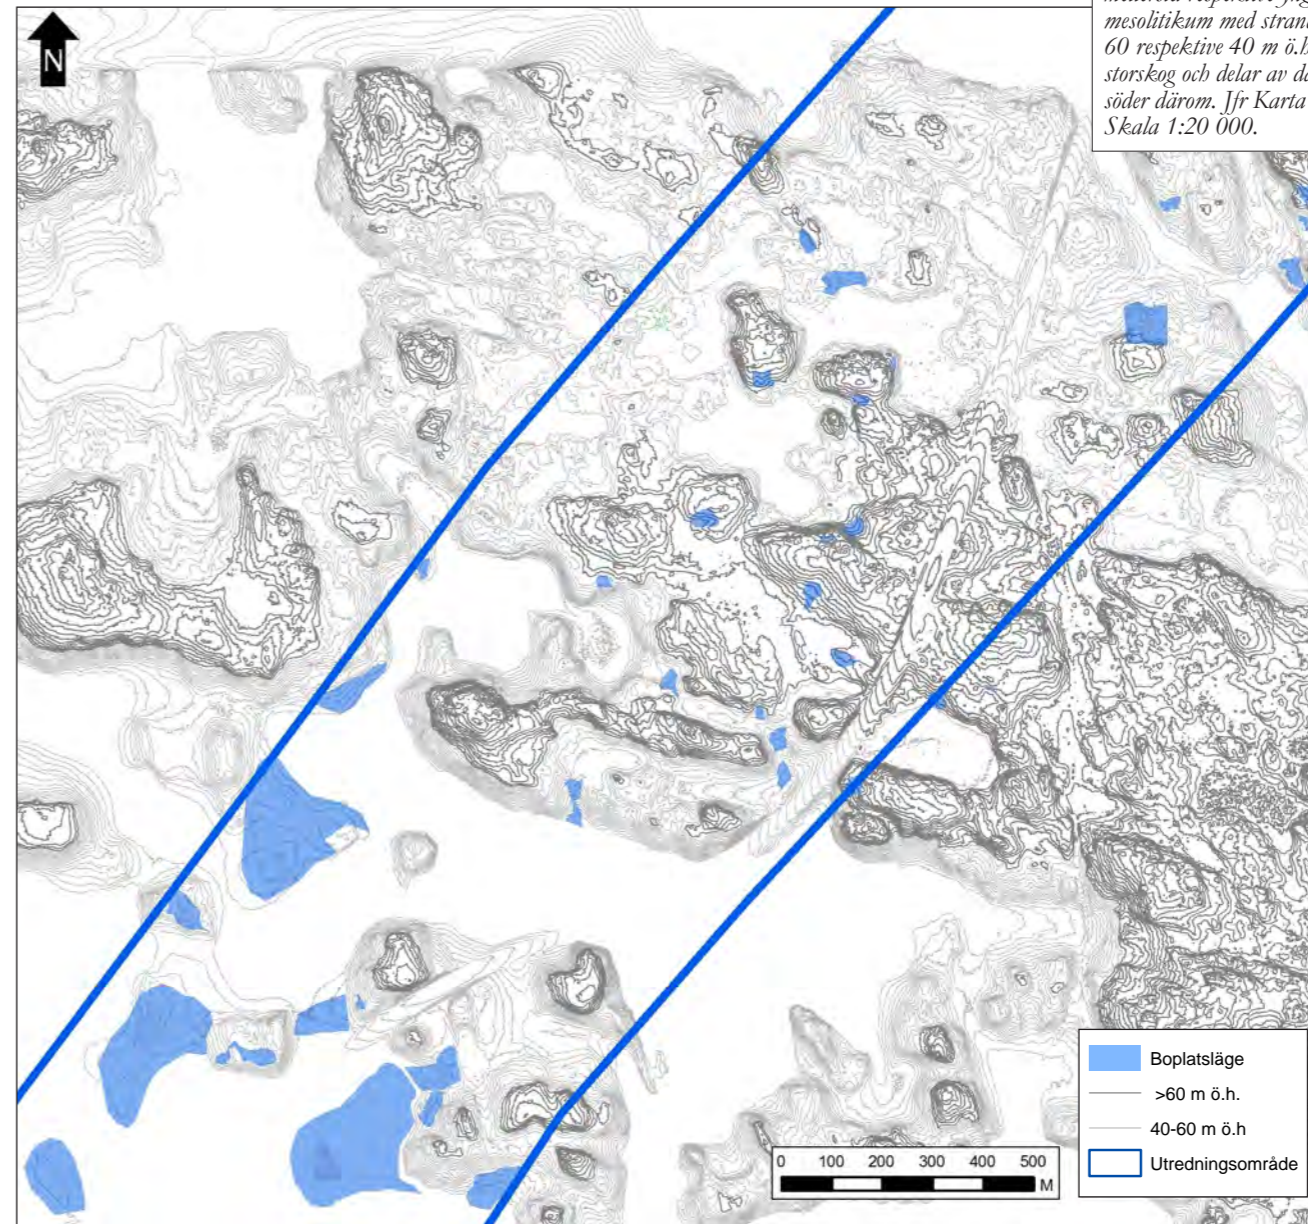 N
mesolitikum med stran
60 respektive 40 m ö.h
storskog och delar av d
söder därom. Jfr Karta
Skala 1:20 000.
Boplatsläge
>60 m ö.h.
40-60 m ö.h
Utredningsområde
0 100 200 300 400 500
M